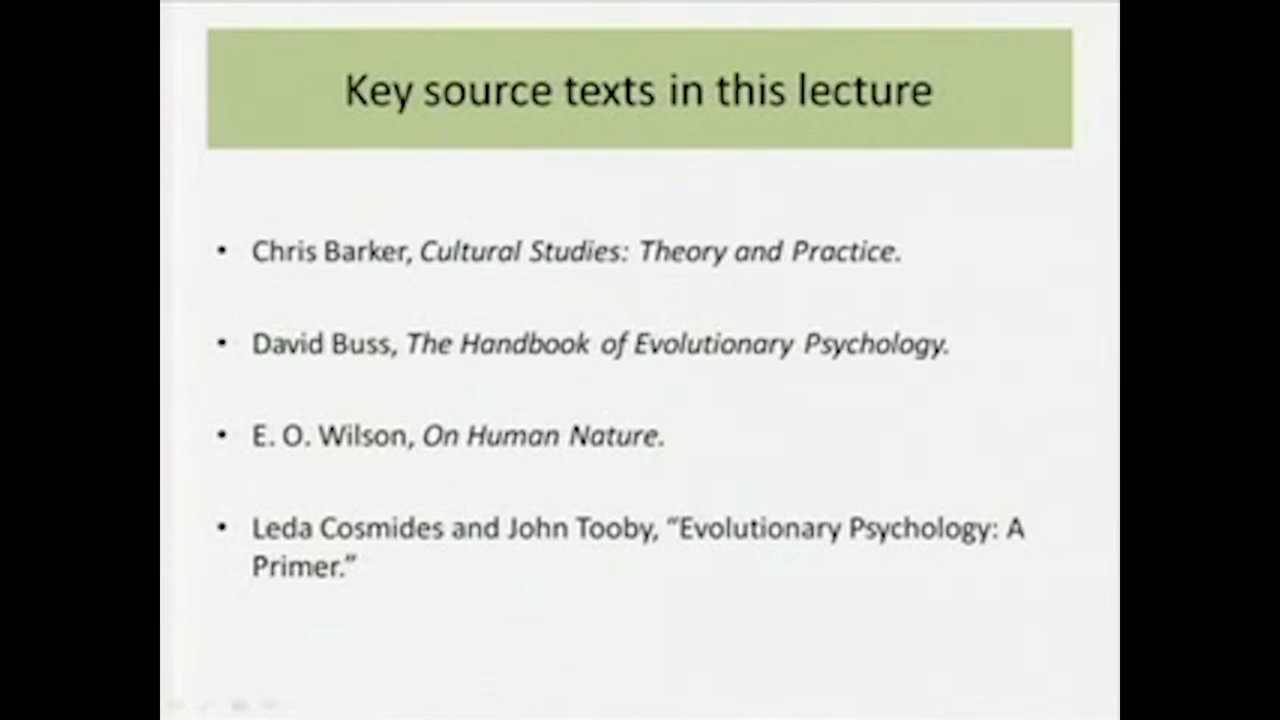 Key source texts in this lecture
• Chris Barker, Cultural Studies: Theory and Practice.
• David Buss, The Handbook of Evolutionary Psychology.
• E. O. Wilson, On Human Nature.
• Leda Cosmides and John Tooby, “Evolutionary Psychology: A
Primer.”